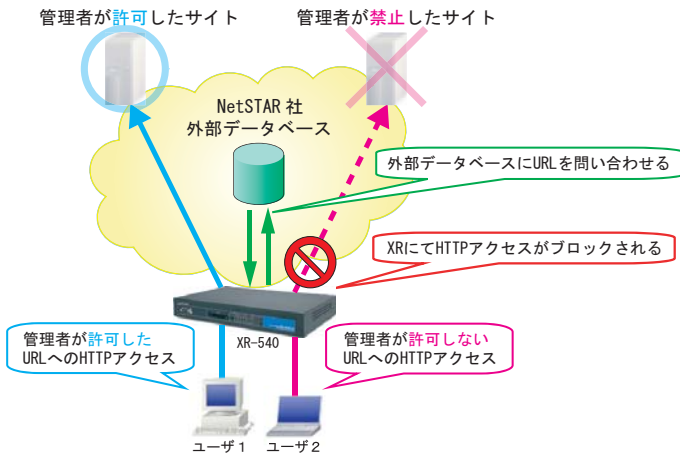 管理者が許可したサイト
管理者が禁止したサイト
NetSTAR 社
外部データベース
外部データベースにURLを問い合わせる
XRにてHTTPアクセスがブロックされる
XR-540
管理者が許可した
URLへのHTTPアクセス
管理者が許可しない
URLへのHTTPアクセス
ユーザ1
ユーザ2